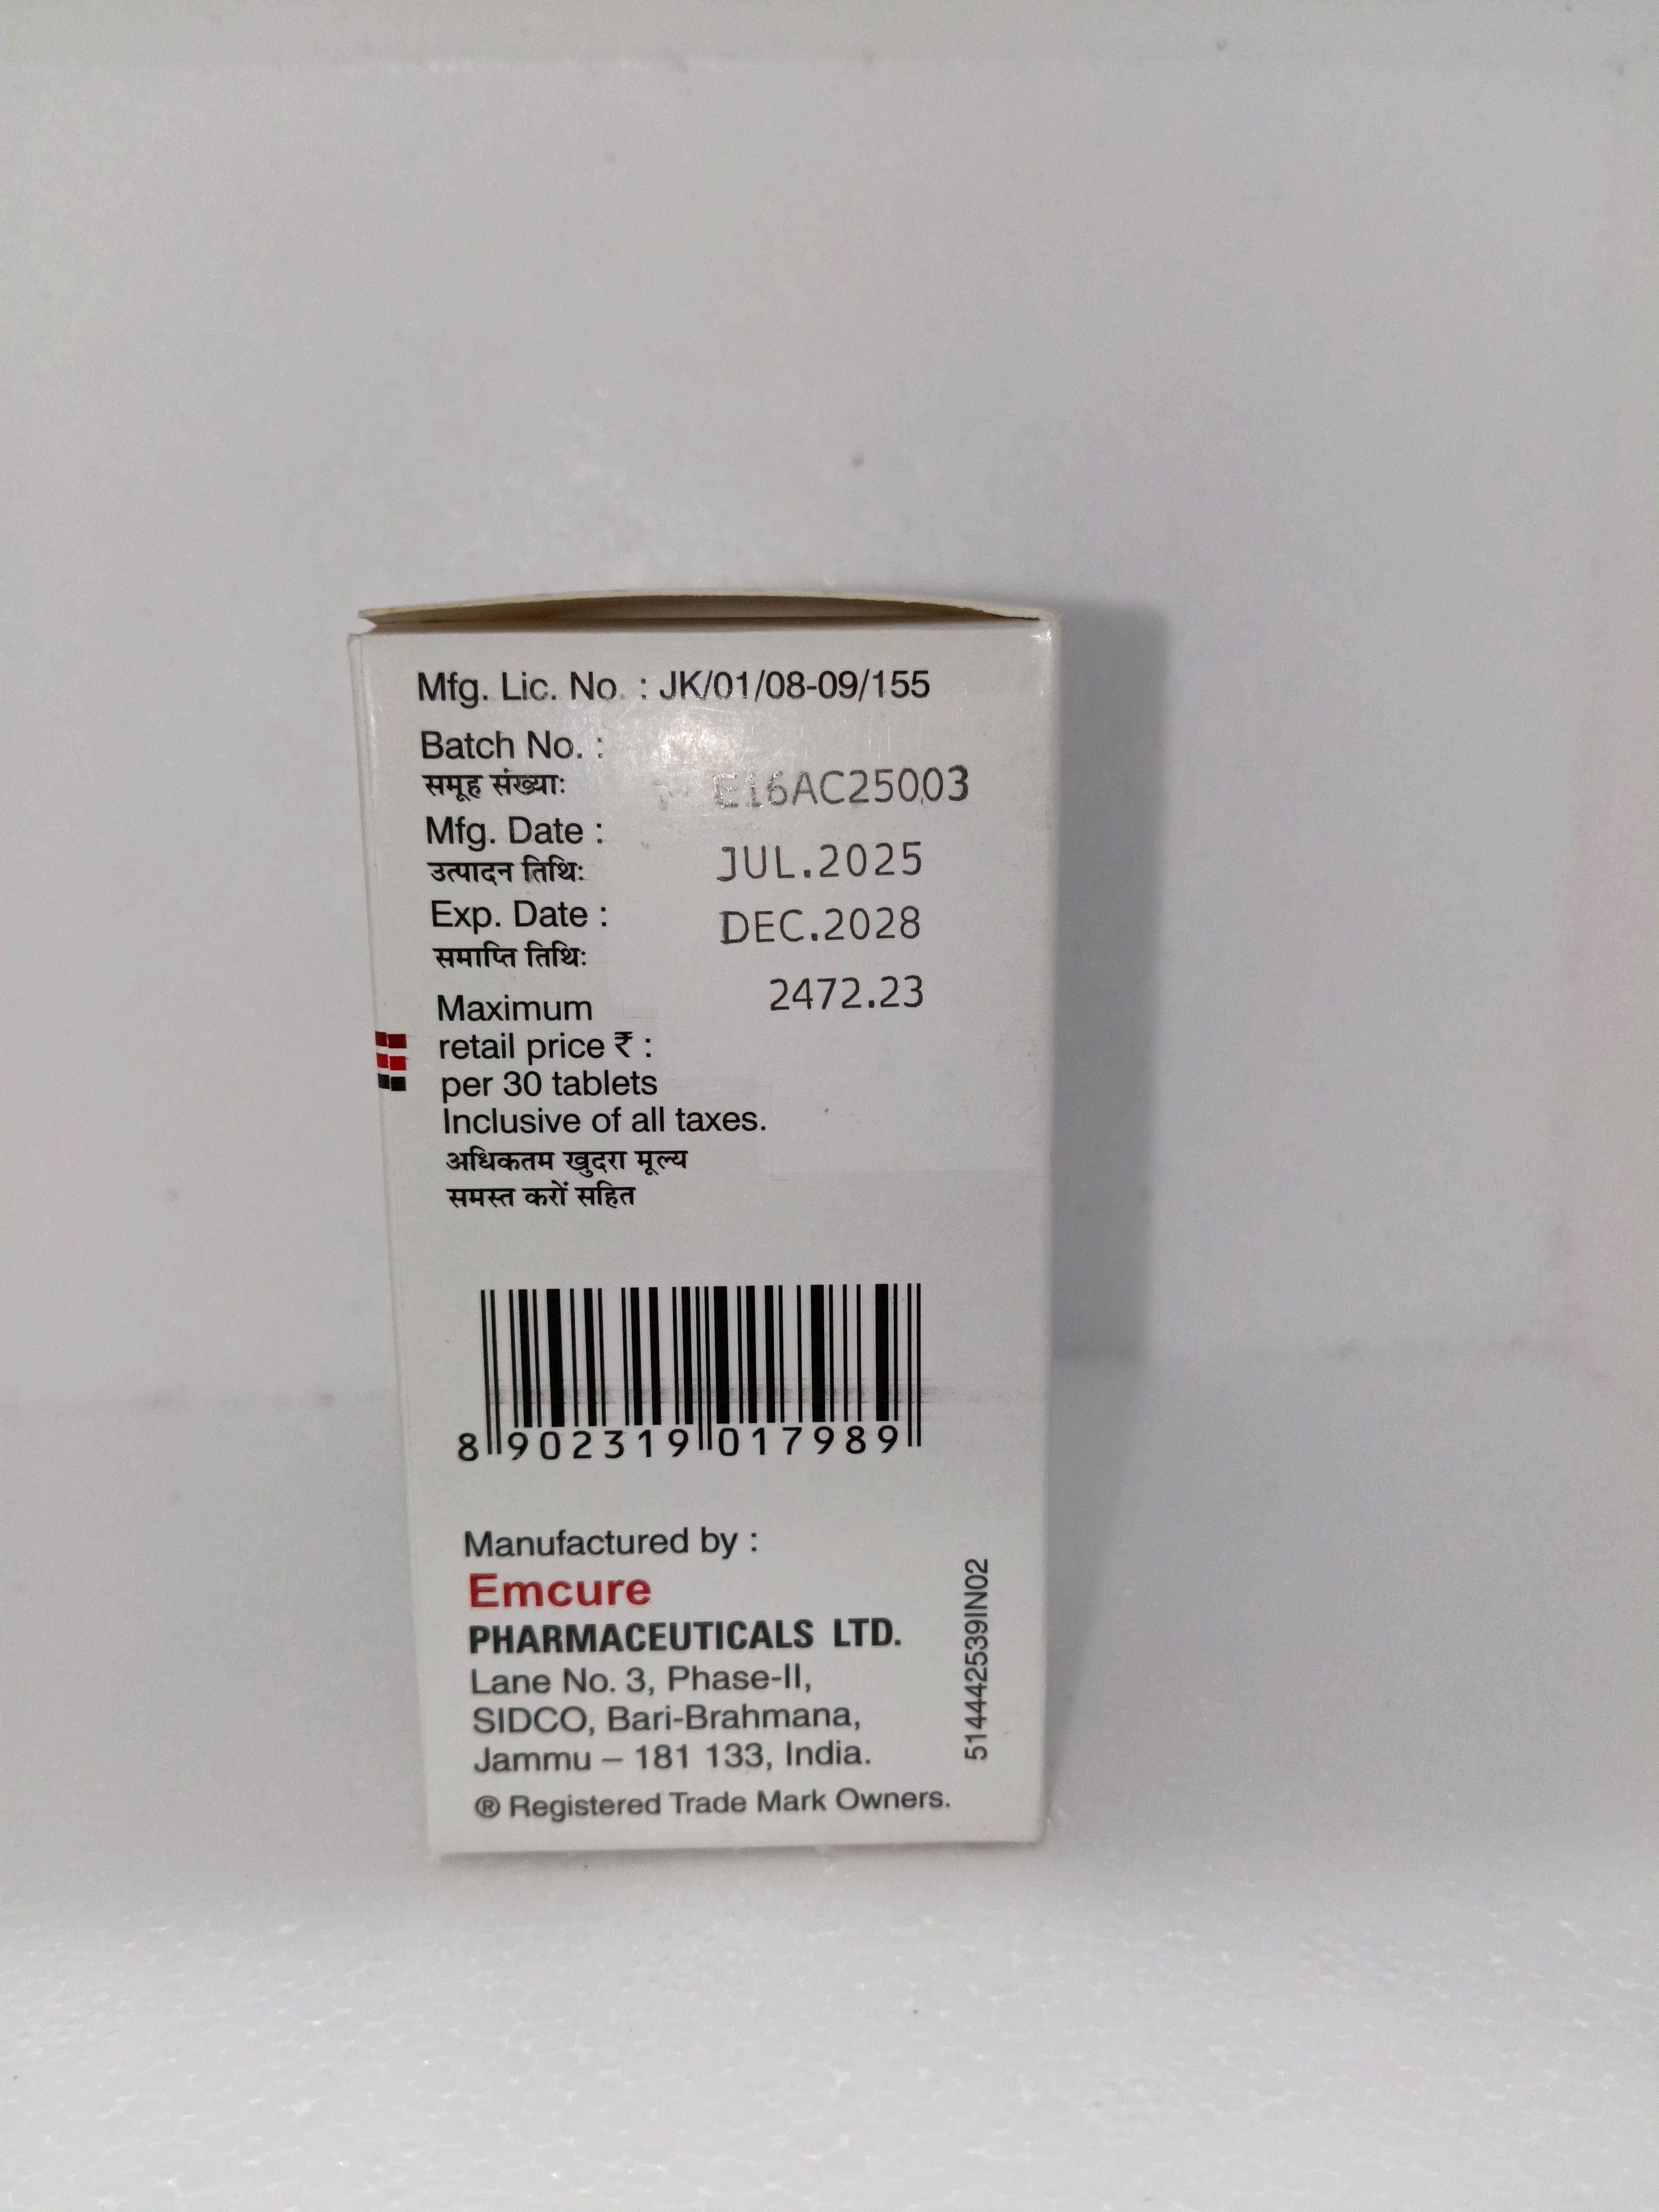 Mfg. Lic. No. : JK/01/08-09/155
Batch No. :
समूह संख्याः E16AC25003
Mfg. Date :
उत्पादन तिथिः JUL.2025
Exp. Date : DEC.2028
समाप्ति तिथिः
Maximum 2472.23
retail price ₹ :
per 30 tablets
Inclusive of all taxes.
अधिकतम खुदरा मूल्य
समस्त करों सहित
8 902319 017989
Manufactured by :
Emcure
PHARMACEUTICALS LTD.
Lane No. 3, Phase-II,
SIDCO, Bari-Brahmana,
Jammu – 181 133, India.
® Registered Trade Mark Owners.
514442539IN02